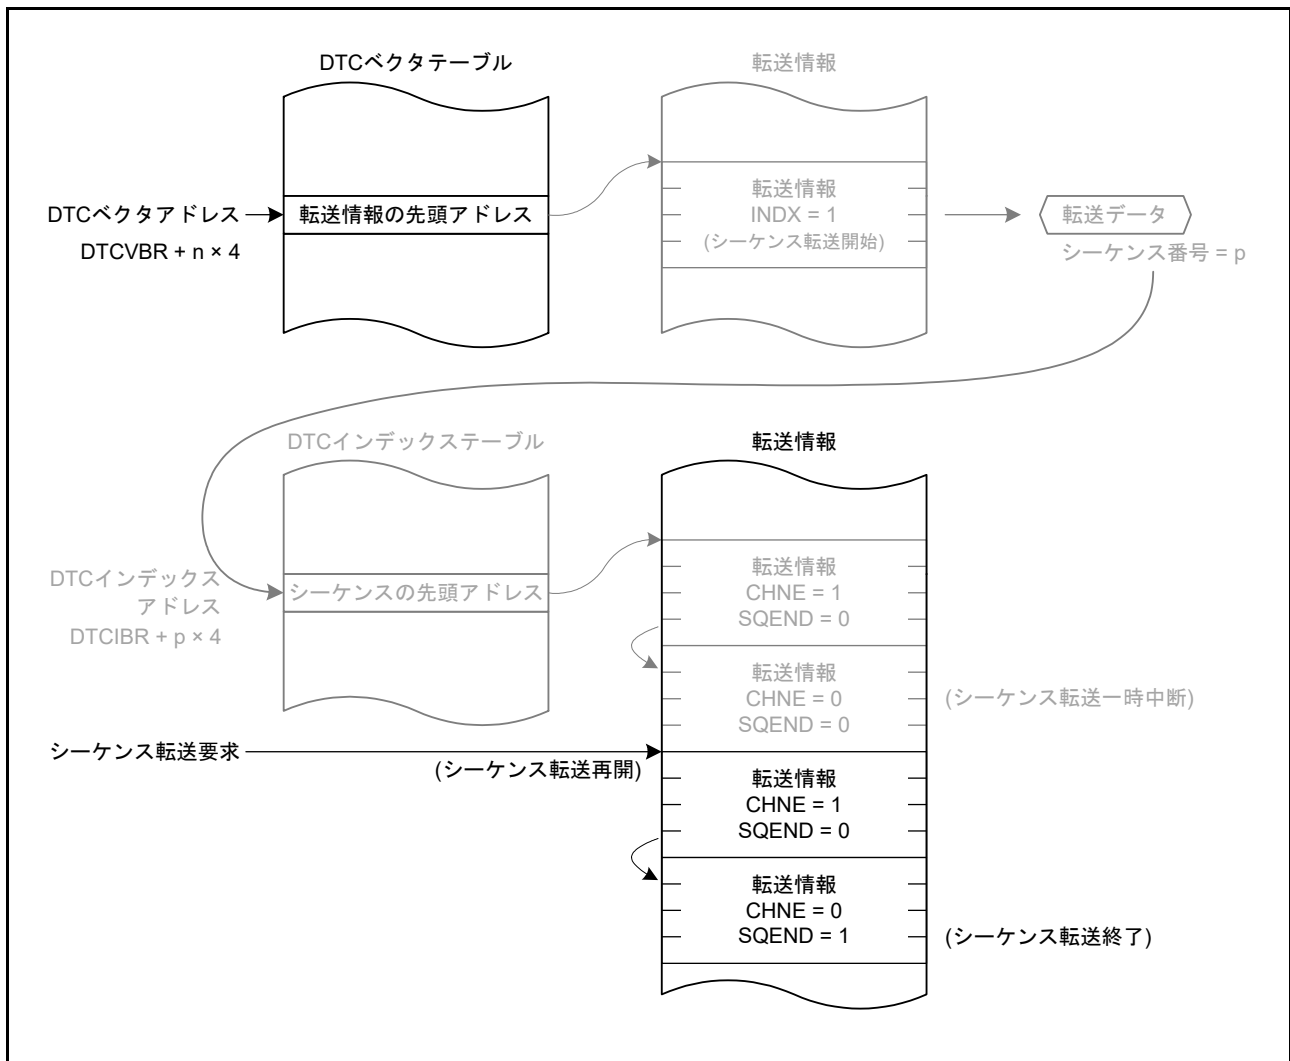 DTCベクタテーブル
転送情報
DTCベクタアドレス
DTCVBR + n × 4
転送情報の先頭アドレス
転送情報
INDX = 1
(シーケンス転送開始)
転送データ
シーケンス番号 = p
DTCインデックステーブル
転送情報
DTCインデックス
アドレス
DTCIBR + p × 4
シーケンスの先頭アドレス
転送情報
CHNE = 1
SQEND = 0
転送情報
CHNE = 0
SQEND = 0
(シーケンス転送一時中断)
シーケンス転送要求
(シーケンス転送再開)
転送情報
CHNE = 1
SQEND = 0
転送情報
CHNE = 0
SQEND = 1
(シーケンス転送終了)